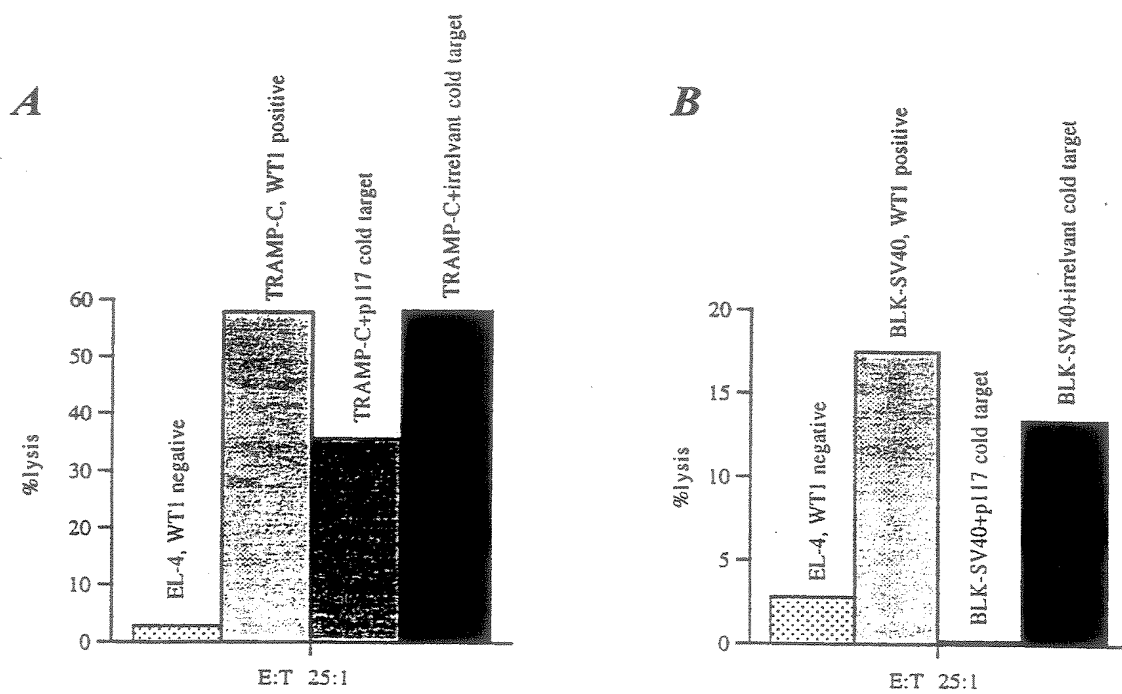 A
%lysis
60
50
40
30
20
10
0
EL-4, WT1 negative
TRAMP-C, WT1 positive
TRAMP-C+p117 cold target
TRAMP-C+irrelvant cold target
E:T 25:1
B
%lysis
20
15
10
5
0
EL-4, WT1 negative
BLK-SV40, WT1 positive
BLK-SV40+p117 cold target
BLK-SV40+irrelvant cold target
E:T 25:1